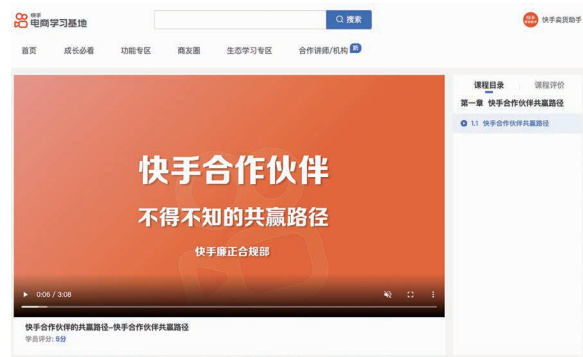 快手
电商学习基地
搜索
快手卖货助手
首页 成长必看 功能专区 商友圈 生态学习专区 合作讲师/机构 新
快手合作伙伴
不得不知的共赢路径
快手廉正合规部
0:06 / 3:08
课程目录 课程评价
第一章 快手合作伙伴共赢路径
1.1 快手合作伙伴共赢路径
快手合作伙伴的共赢路径–快手合作伙伴共赢路径
学员评分: 5分